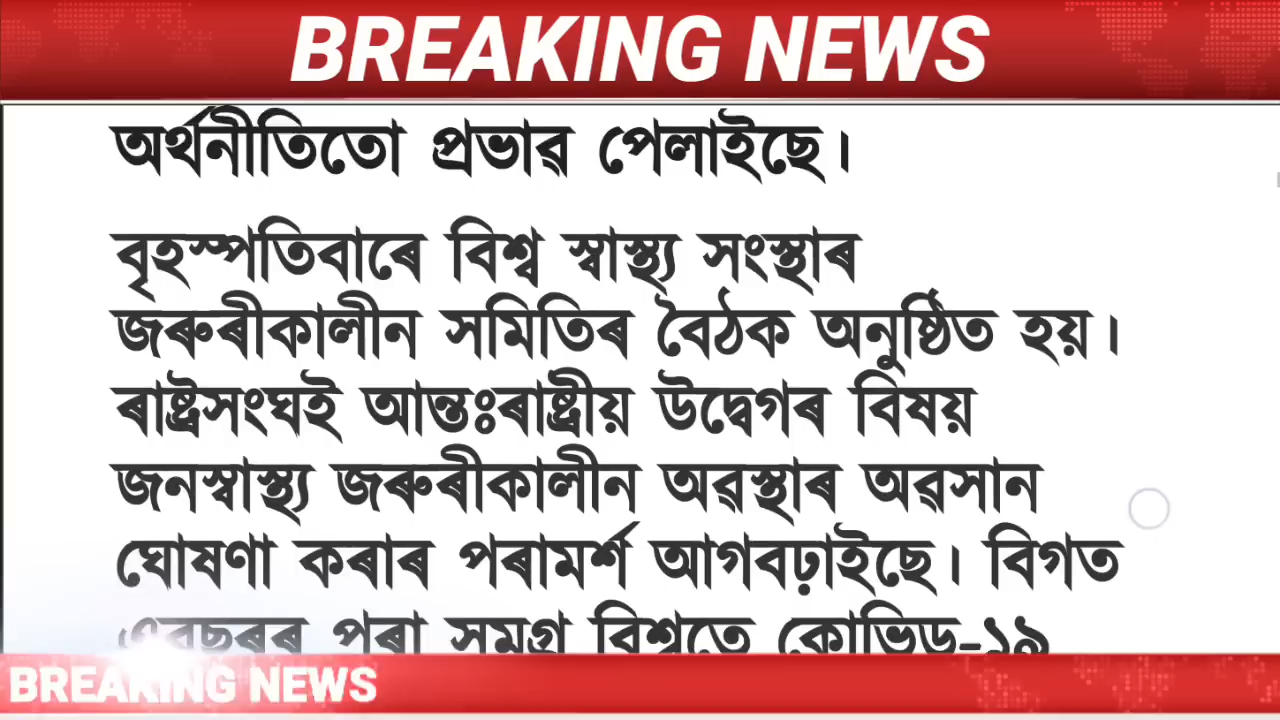 BREAKING NEWS
অৰ্থনীতিতো প্ৰভাৱ পেলাইছে।
বৃহস্পতিবাৰে বিশ্ব স্বাস্থ্য সংস্থাৰ
জৰুৰীকালীন সমিতিৰ বৈঠক অনুষ্ঠিত হয়।
ৰাষ্ট্ৰসংঘই আন্তঃৰাষ্ট্ৰীয় উদ্বেগৰ বিষয়
জনস্বাস্থ্য জৰুৰীকালীন অৱস্থাৰ অৱসান
ঘোষণা কৰাৰ পৰামৰ্শ আগবঢ়াইছে। বিগত
পৰা সমগ্ৰ বিশ্বতে কোভিড-১৯
BREAKING NEWS